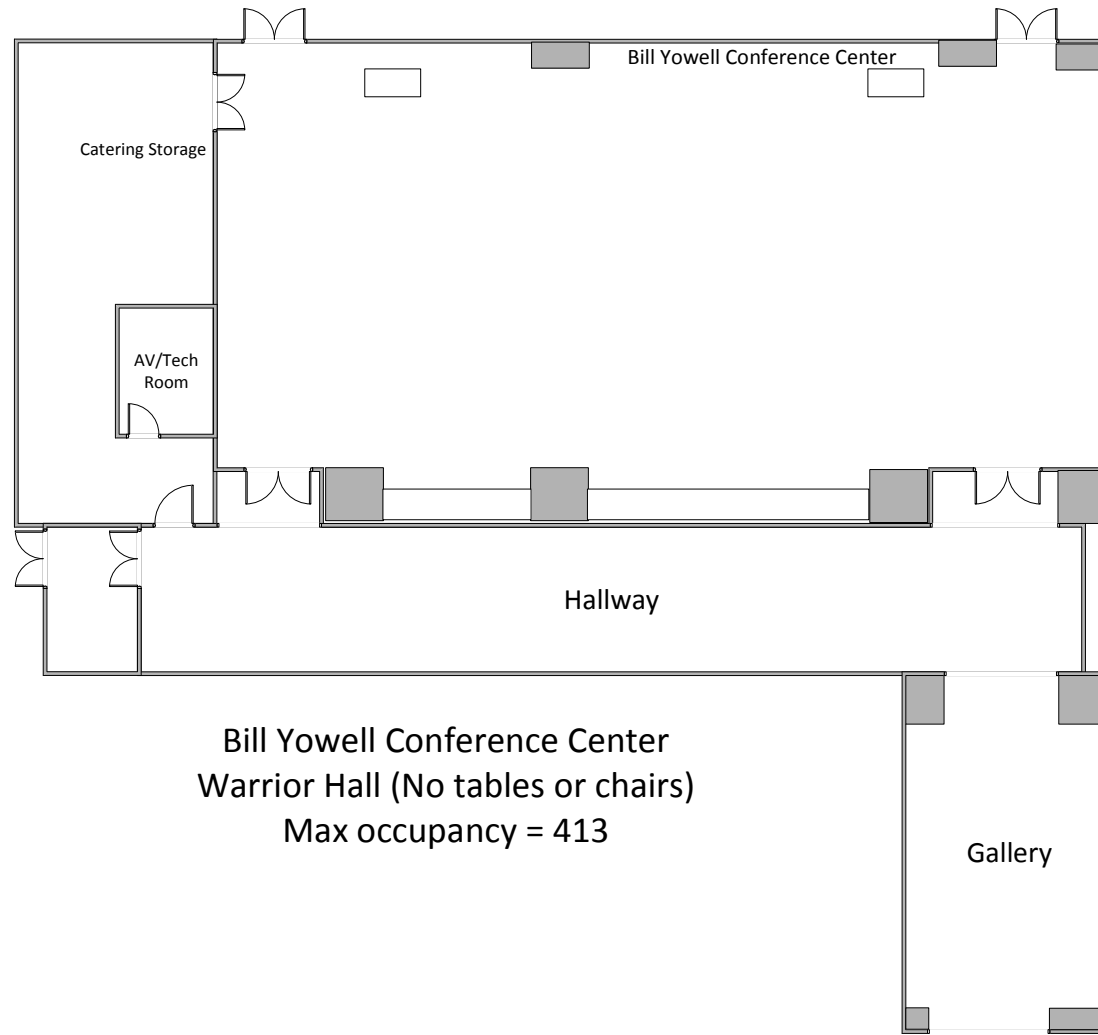 Bill Yowell Conference Center
Catering Storage
AV/Tech
Room
Hallway
Bill Yowell Conference Center
Warrior Hall (No tables or chairs)
Max occupancy = 413
Gallery